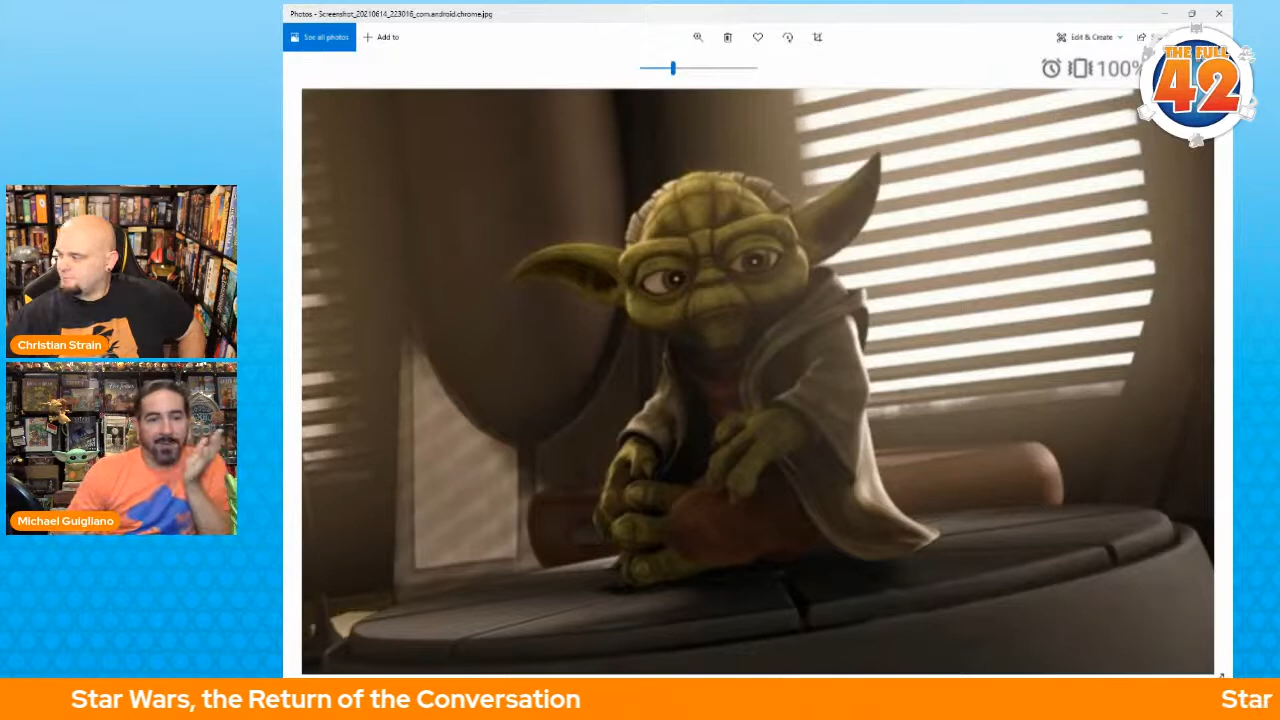 Photos - Screenshot_20210614_223016_com.android.chrome.jpg
See all photos
Add to
Edit & Create
100%
THE FULL
42
Christian Strain
Michael Guigliano
Star Wars, the Return of the Conversation
Star